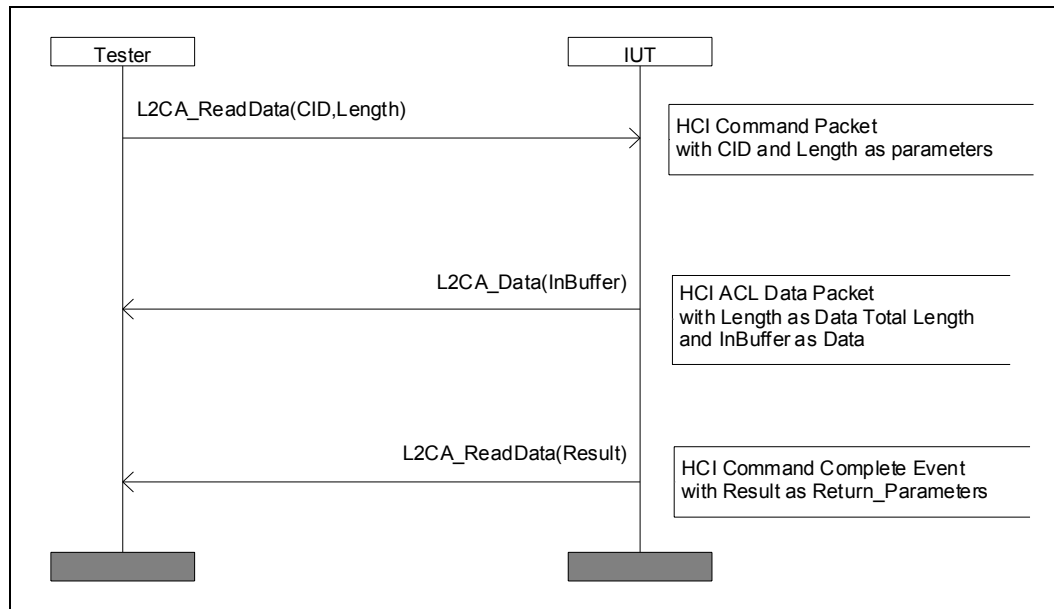 Tester
IUT
L2CA_ReadData(CID,Length)
HCI Command Packet
with CID and Length as parameters
L2CA_Data(InBuffer)
HCI ACL Data Packet
with Length as Data Total Length
and InBuffer as Data
L2CA_ReadData(Result)
HCI Command Complete Event
with Result as Return_Parameters